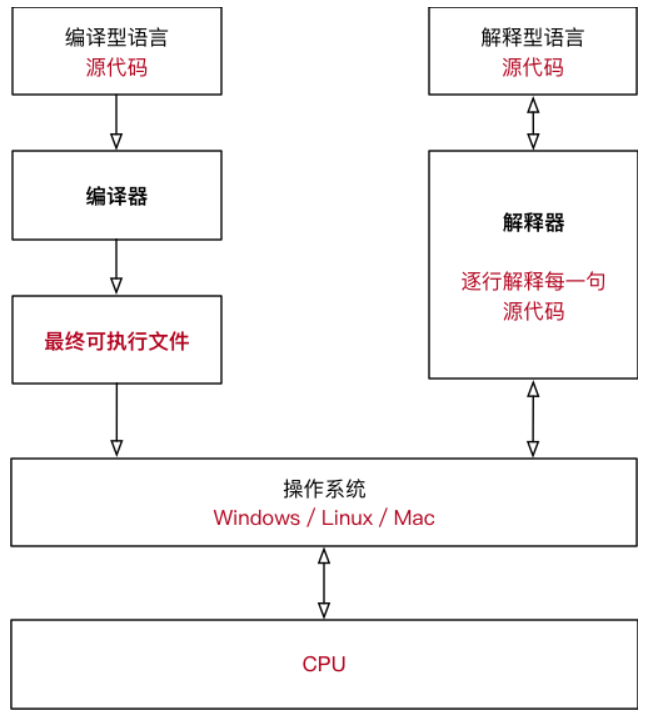 编译型语言
源代码
编译器
最终可执行文件
解释型语言
源代码
解释器
逐行解释每一句
源代码
操作系统
Windows / Linux / Mac
CPU